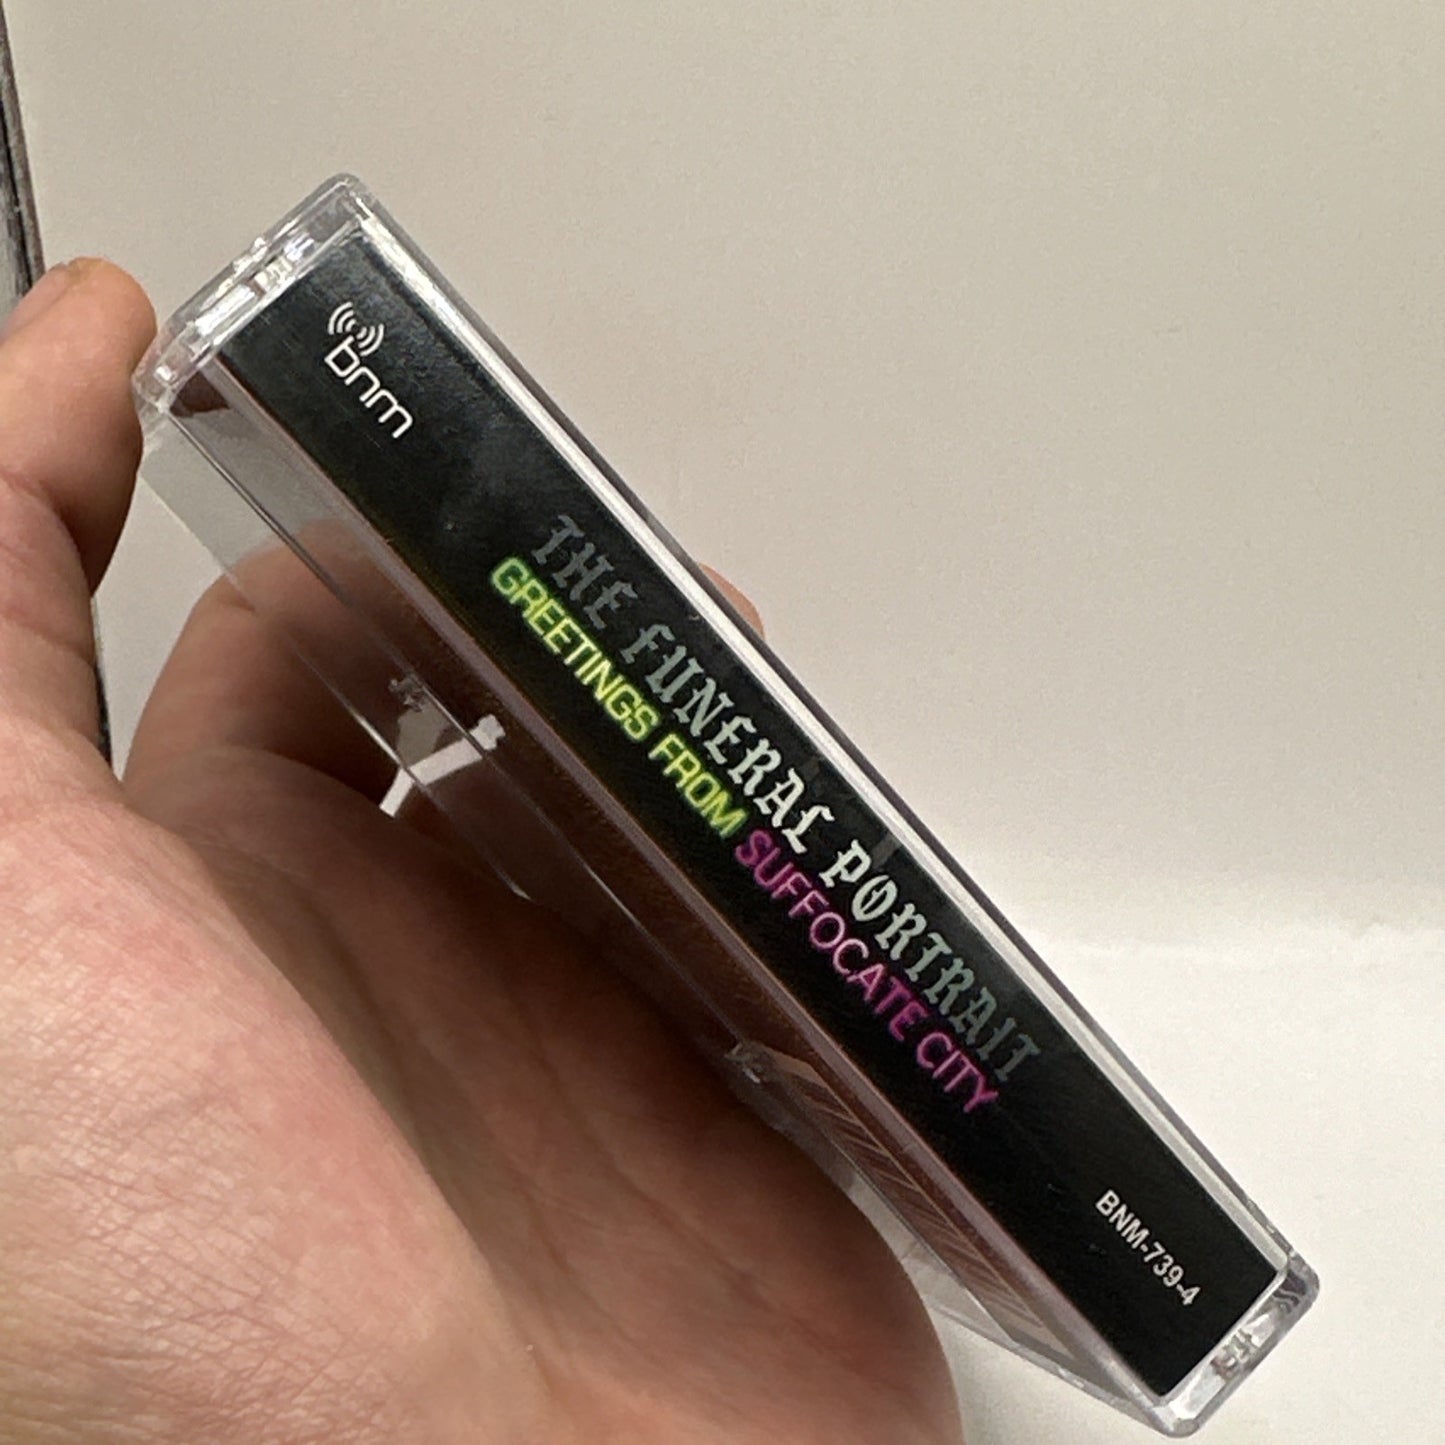 bnm
THE FUNERAL PORTRAIT
GREETINGS FROM SUFFOCATE CITY
BNM-739-4